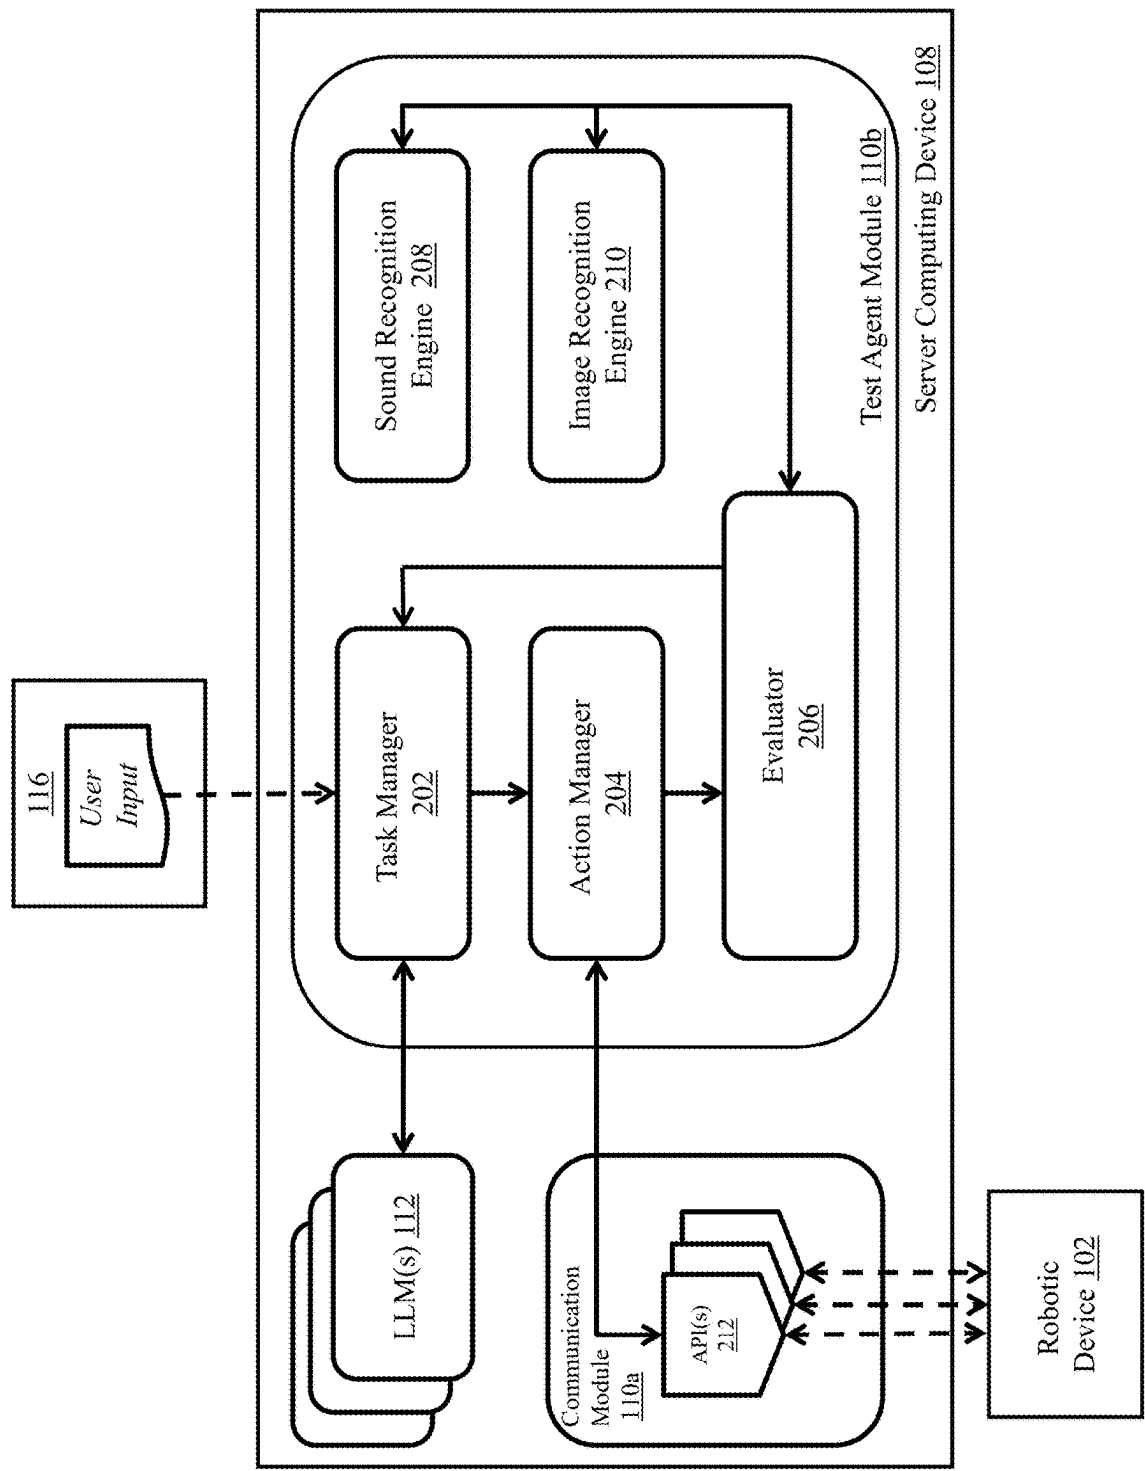 116
User
Input
LLM(s) 112
Task Manager
202
Sound Recognition
Engine 208
Communication
Module
110a
API(s)
212
Action Manager
204
Image Recognition
Engine 210
Evaluator
206
Test Agent Module 110b
Server Computing Device 108
Robotic
Device 102